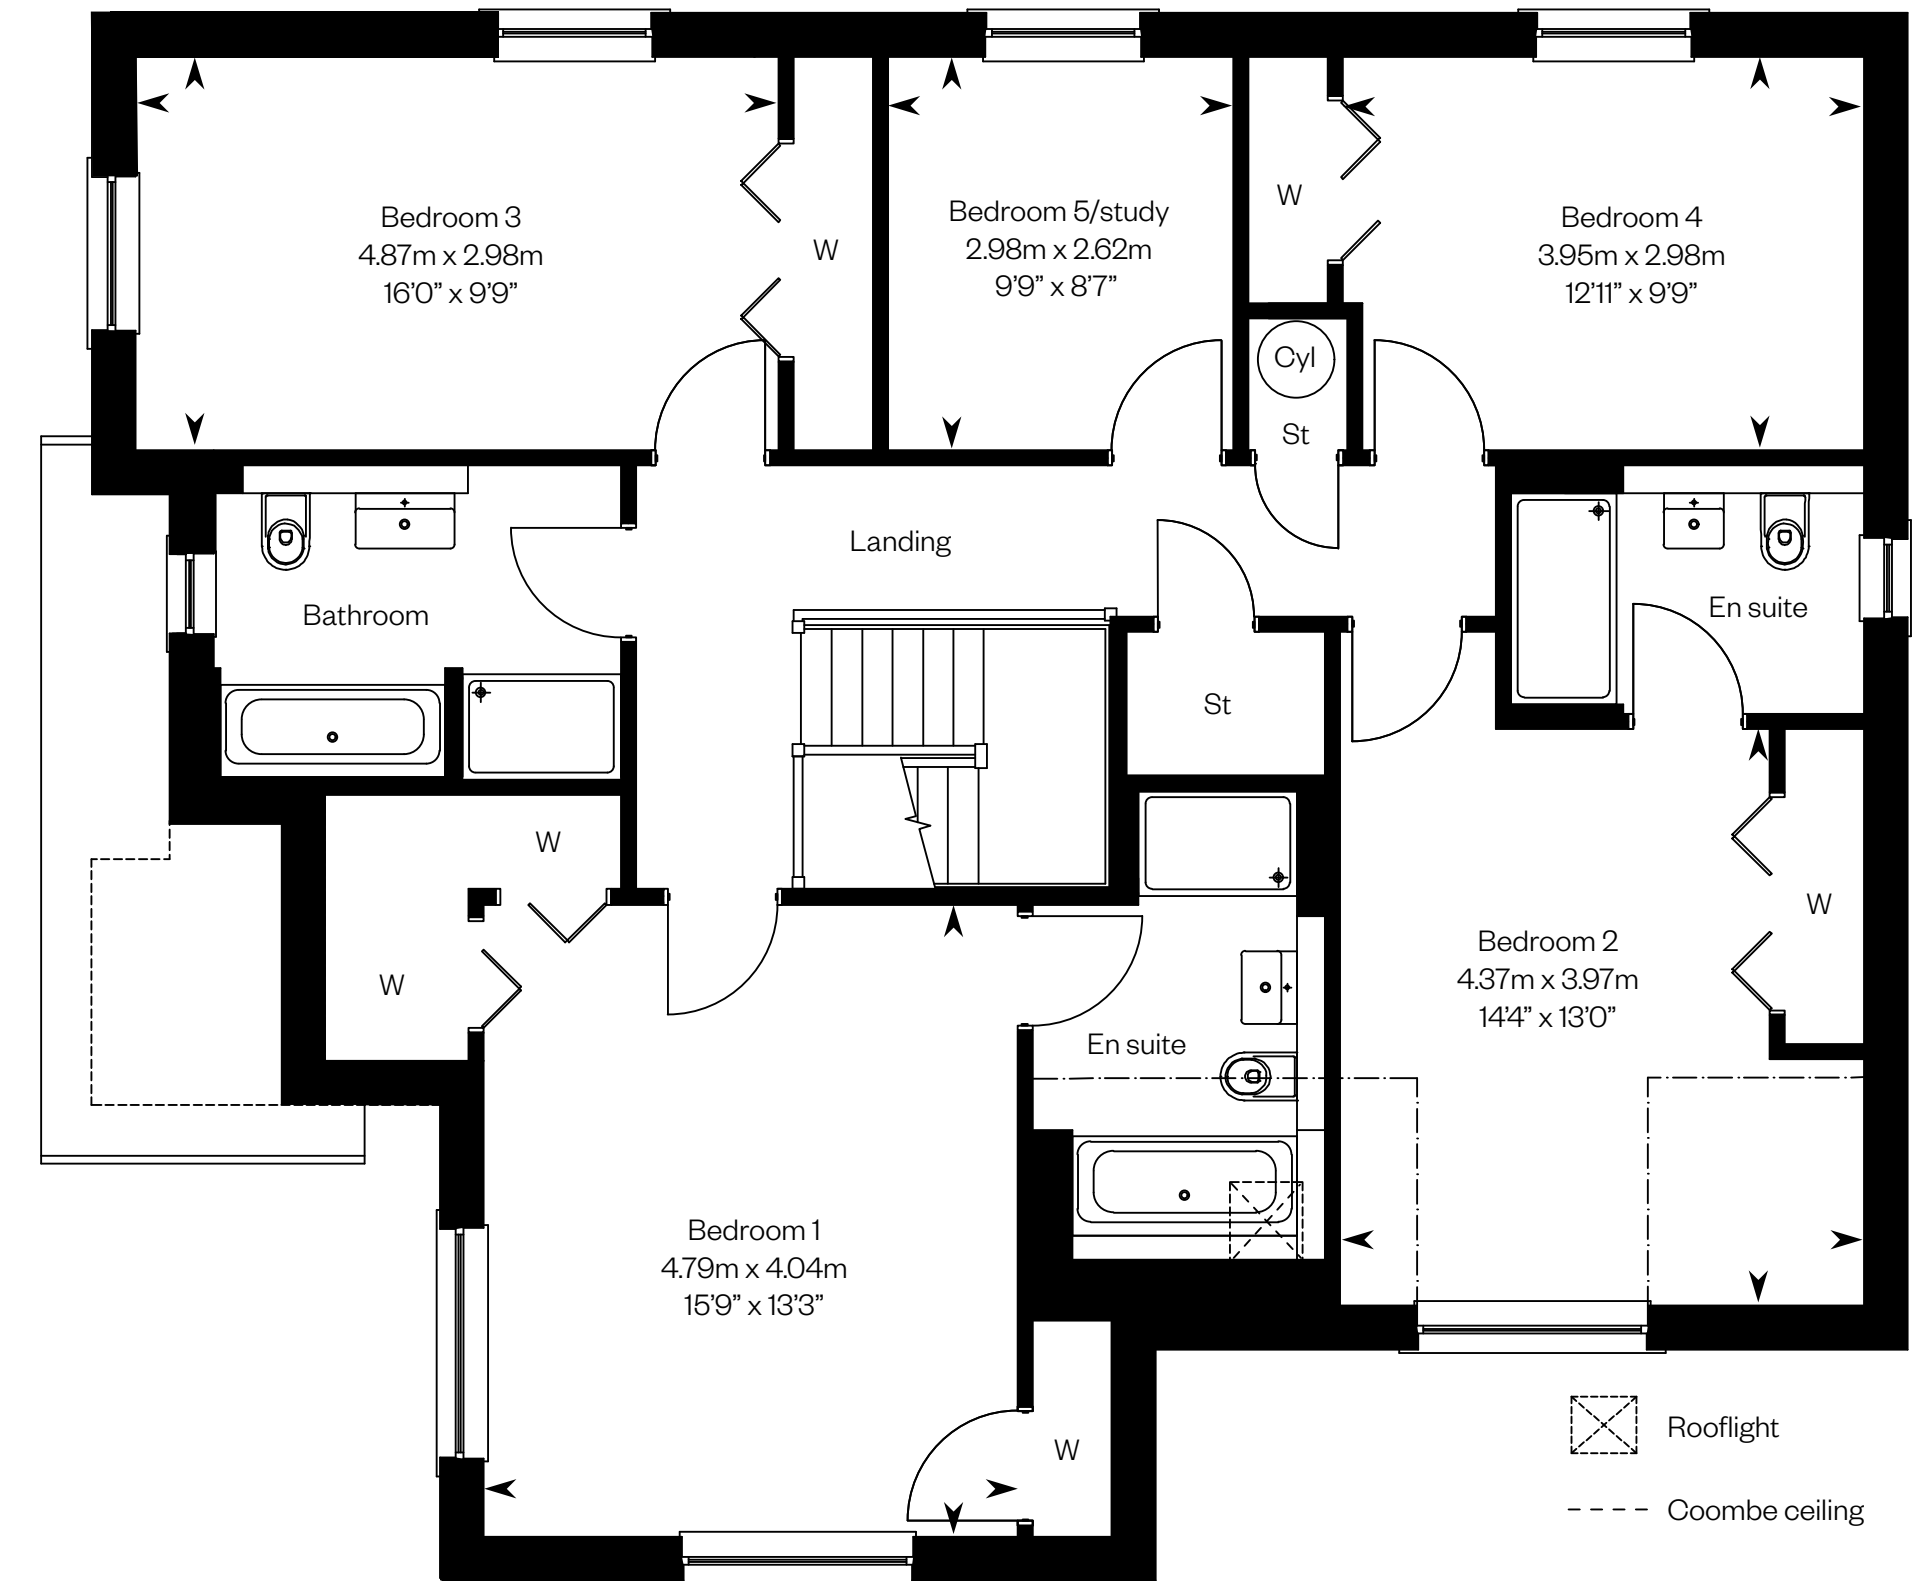 Bedroom 3
4.87m x 2.98m
16’0” x 9’9”
W
Bedroom 5/study
2.98m x 2.62m
9’9” x 8’7”
W
Bedroom 4
3.95m x 2.98m
12’11” x 9’9”
Cyl
St
Landing
Bathroom
En suite
St
W
W
W
Bedroom 2
4.37m x 3.97m
14’4” x 13’0”
En suite
Bedroom 1
4.79m x 4.04m
15’9” x 13’3”
W
Rooflight
Coombe ceiling